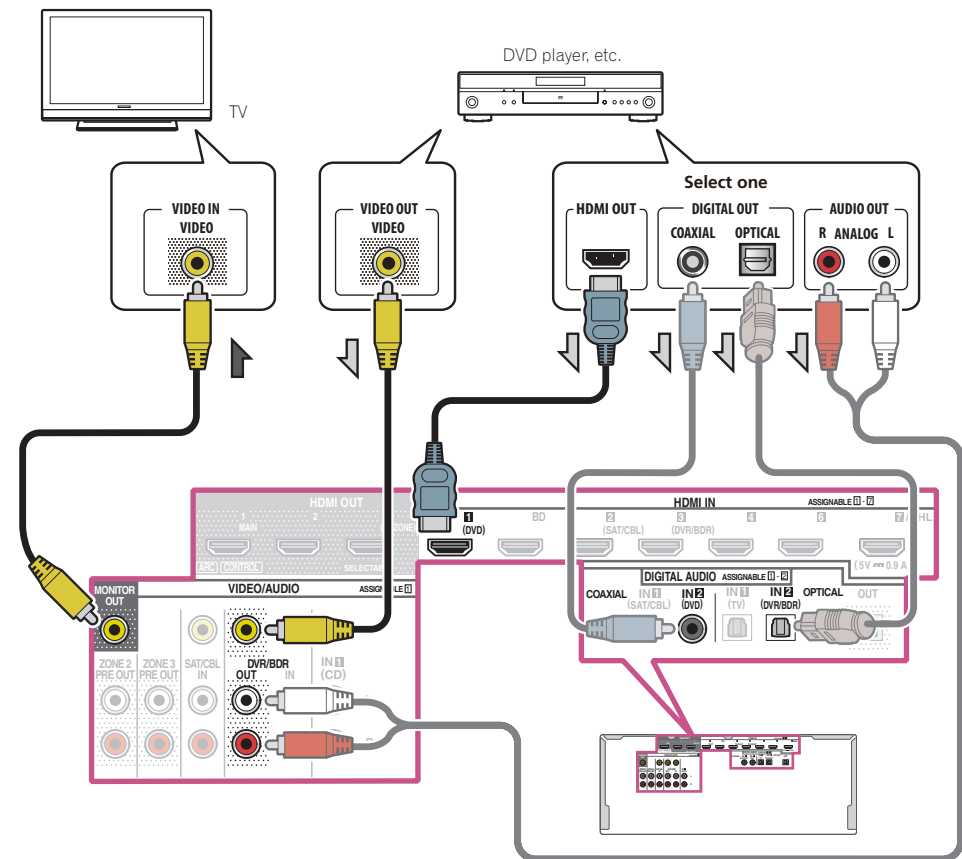 TV
DVD player, etc.
VIDEO IN
VIDEO
VIDEO OUT
VIDEO
Select one
HDMI OUT
DIGITAL OUT
COAXIAL OPTICAL
AUDIO OUT
R ANALOG L
HDMI OUT
1
MAIN
2
ARC CONTROL
HDMI IN
ASSIGNABLE 1 - 7
1
(DVD)
BD
2
(SAT/CBL)
3
(DVR/BDR)
4
6
7
(5V 0.9 A
DIGITAL AUDIO ASSIGNABLE 1 - 2
COAXIAL
IN 1
(SAT/CBL)
IN 2
(DVD)
IN 1
(TV)
IN 2
(DVR/BDR)
OPTICAL
OUT
MONITOR
OUT
VIDEO/AUDIO
ZONE 2
PRE OUT
ZONE 3
PRE OUT
SAT/CBL
IN
DVR/BDR
OUT IN
IN 1
(CD)